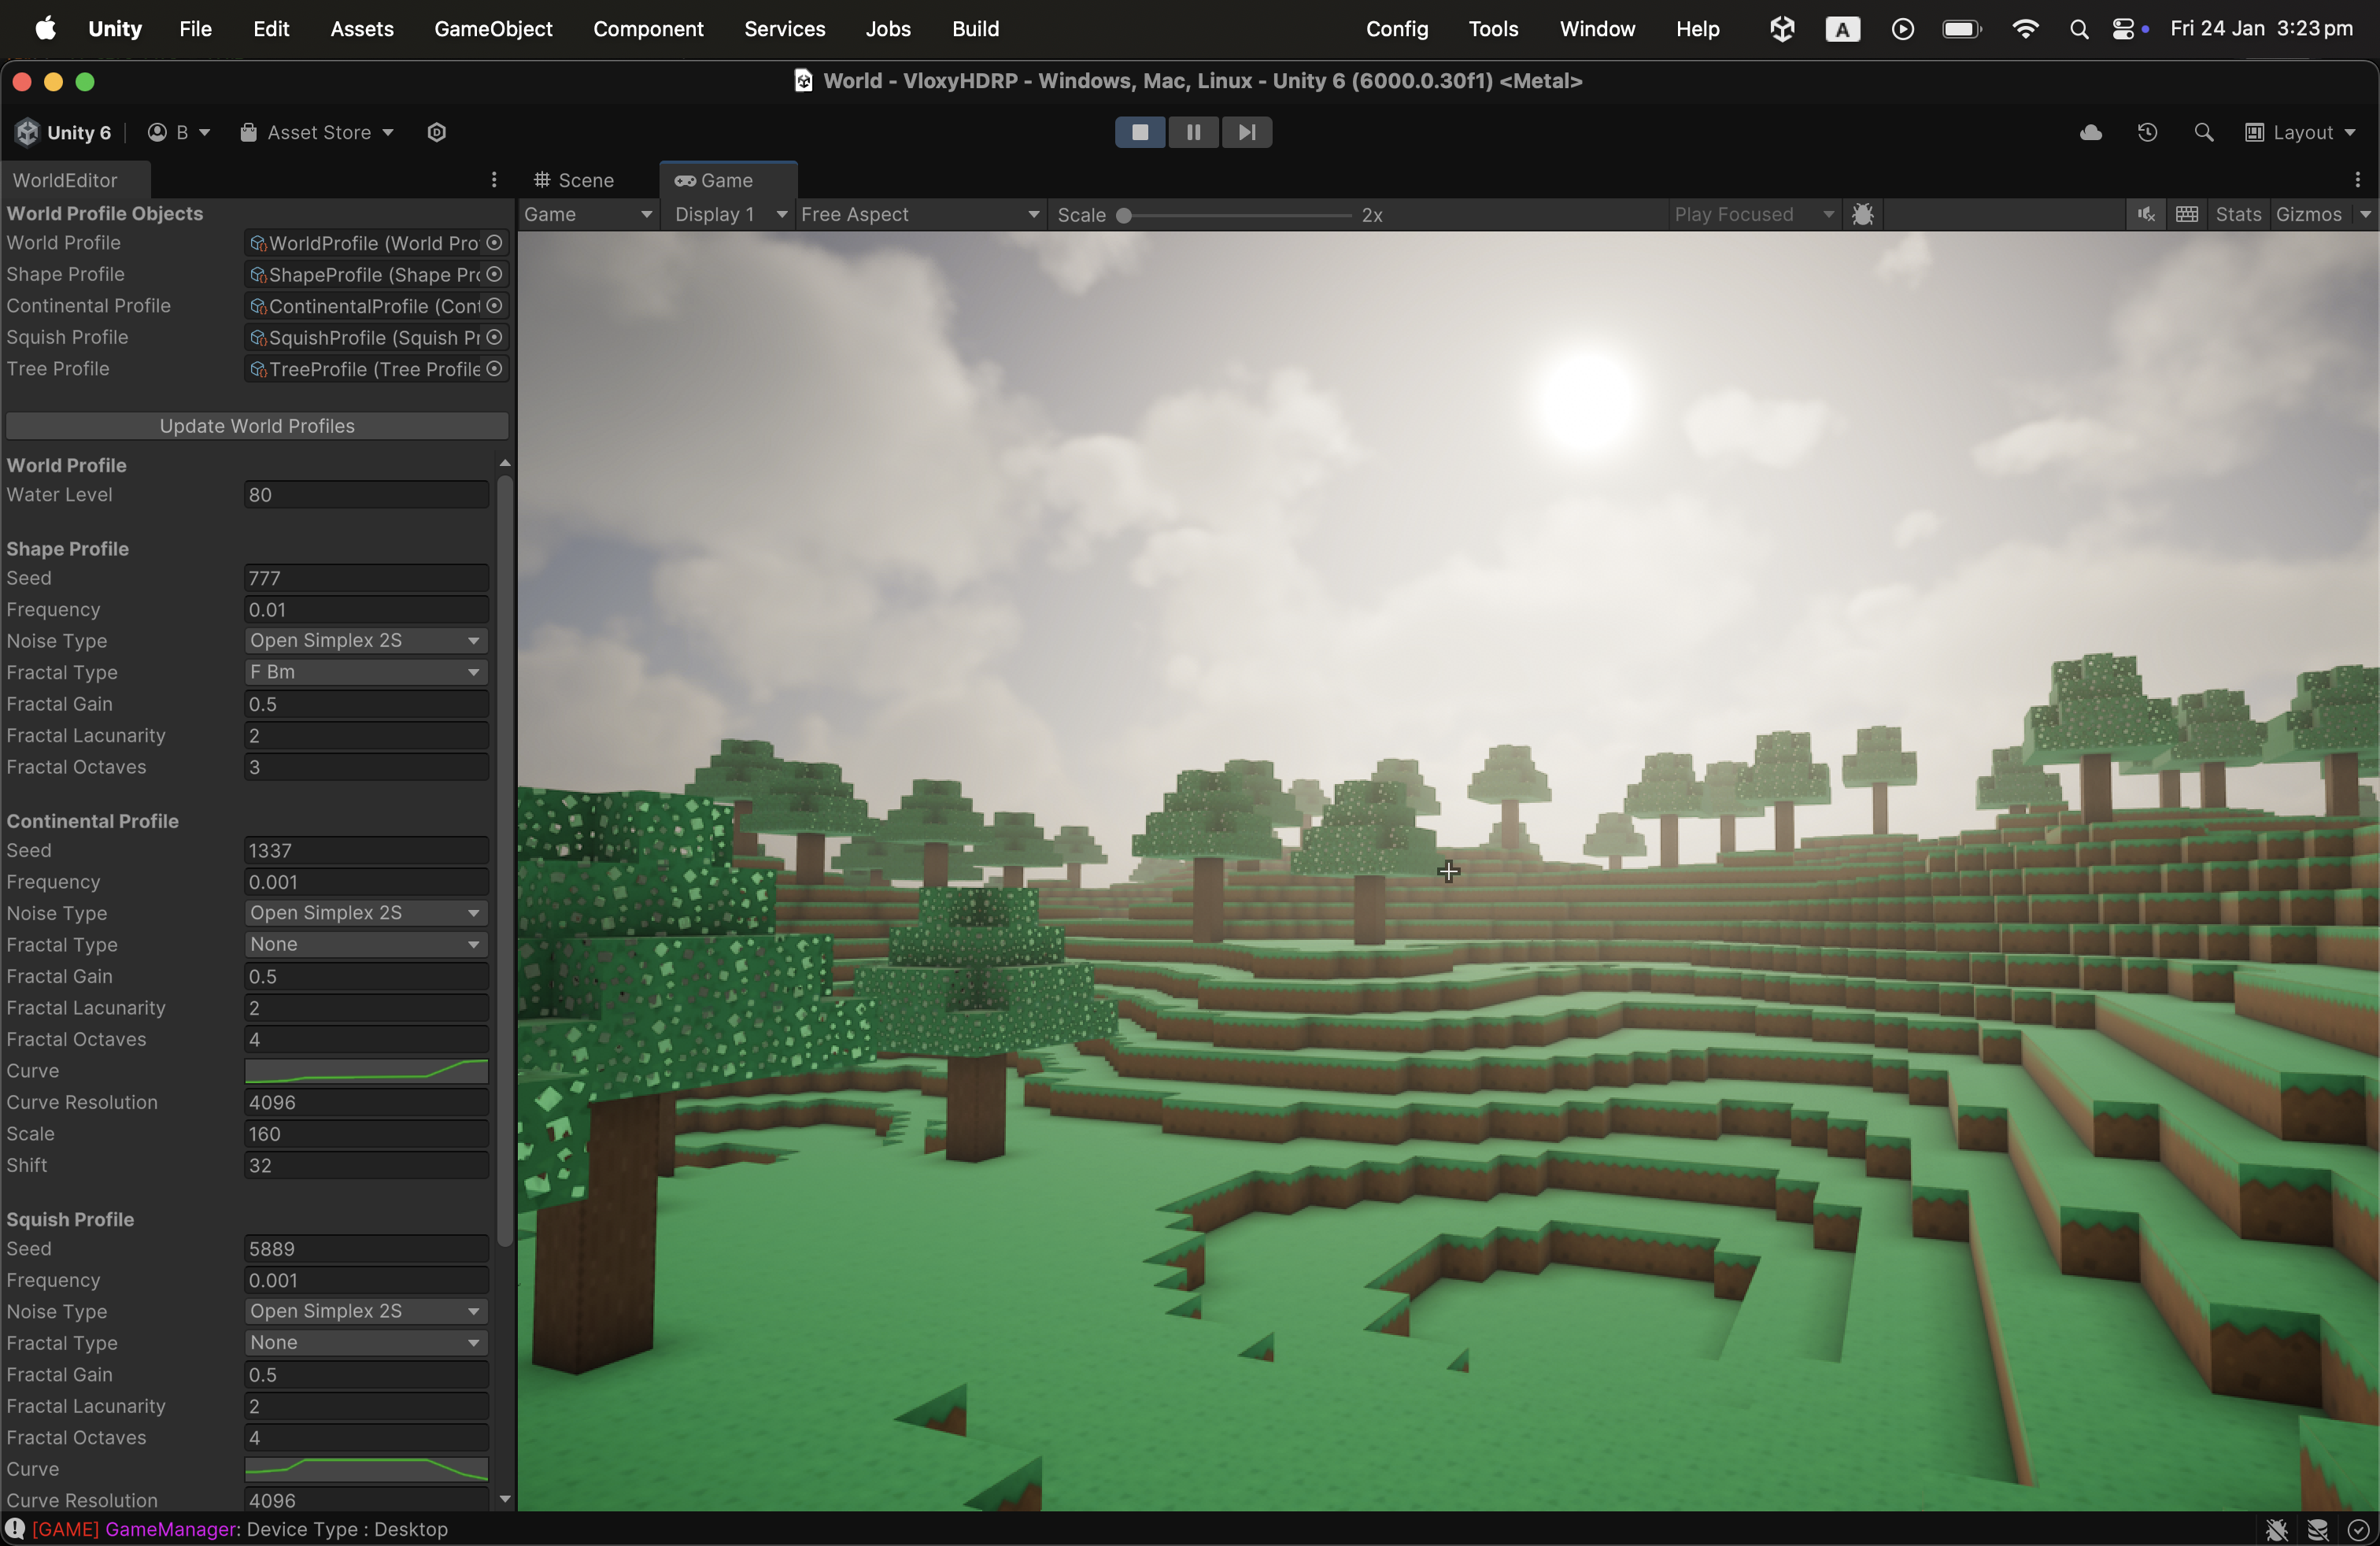 Unity File Edit Assets GameObject Component Services Jobs Build Config Tools Window Help A Fri 24 Jan 3:23 pm
World - VloxyHDRP - Windows, Mac, Linux - Unity 6 (6000.0.30f1) <Metal>
Unity 6 B Asset Store Layout
WorldEditor Scene Game
Game Display 1 Free Aspect Scale 2x Play Focused Stats Gizmos
World Profile Objects
World Profile WorldProfile (World Pro
Shape Profile ShapeProfile (Shape Pro
Continental Profile ContinentalProfile (Cont
Squish Profile SquishProfile (Squish Pr
Tree Profile TreeProfile (Tree Profile
Update World Profiles
World Profile
Water Level 80
Shape Profile
Seed 777
Frequency 0.01
Noise Type Open Simplex 2S
Fractal Type F Bm
Fractal Gain 0.5
Fractal Lacunarity 2
Fractal Octaves 3
Continental Profile
Seed 1337
Frequency 0.001
Noise Type Open Simplex 2S
Fractal Type None
Fractal Gain 0.5
Fractal Lacunarity 2
Fractal Octaves 4
Curve
Curve Resolution 4096
Scale 160
Shift 32
Squish Profile
Seed 5889
Frequency 0.001
Noise Type Open Simplex 2S
Fractal Type None
Fractal Gain 0.5
Fractal Lacunarity 2
Fractal Octaves 4
Curve
Curve Resolution 4096
[GAME] GameManager: Device Type : Desktop